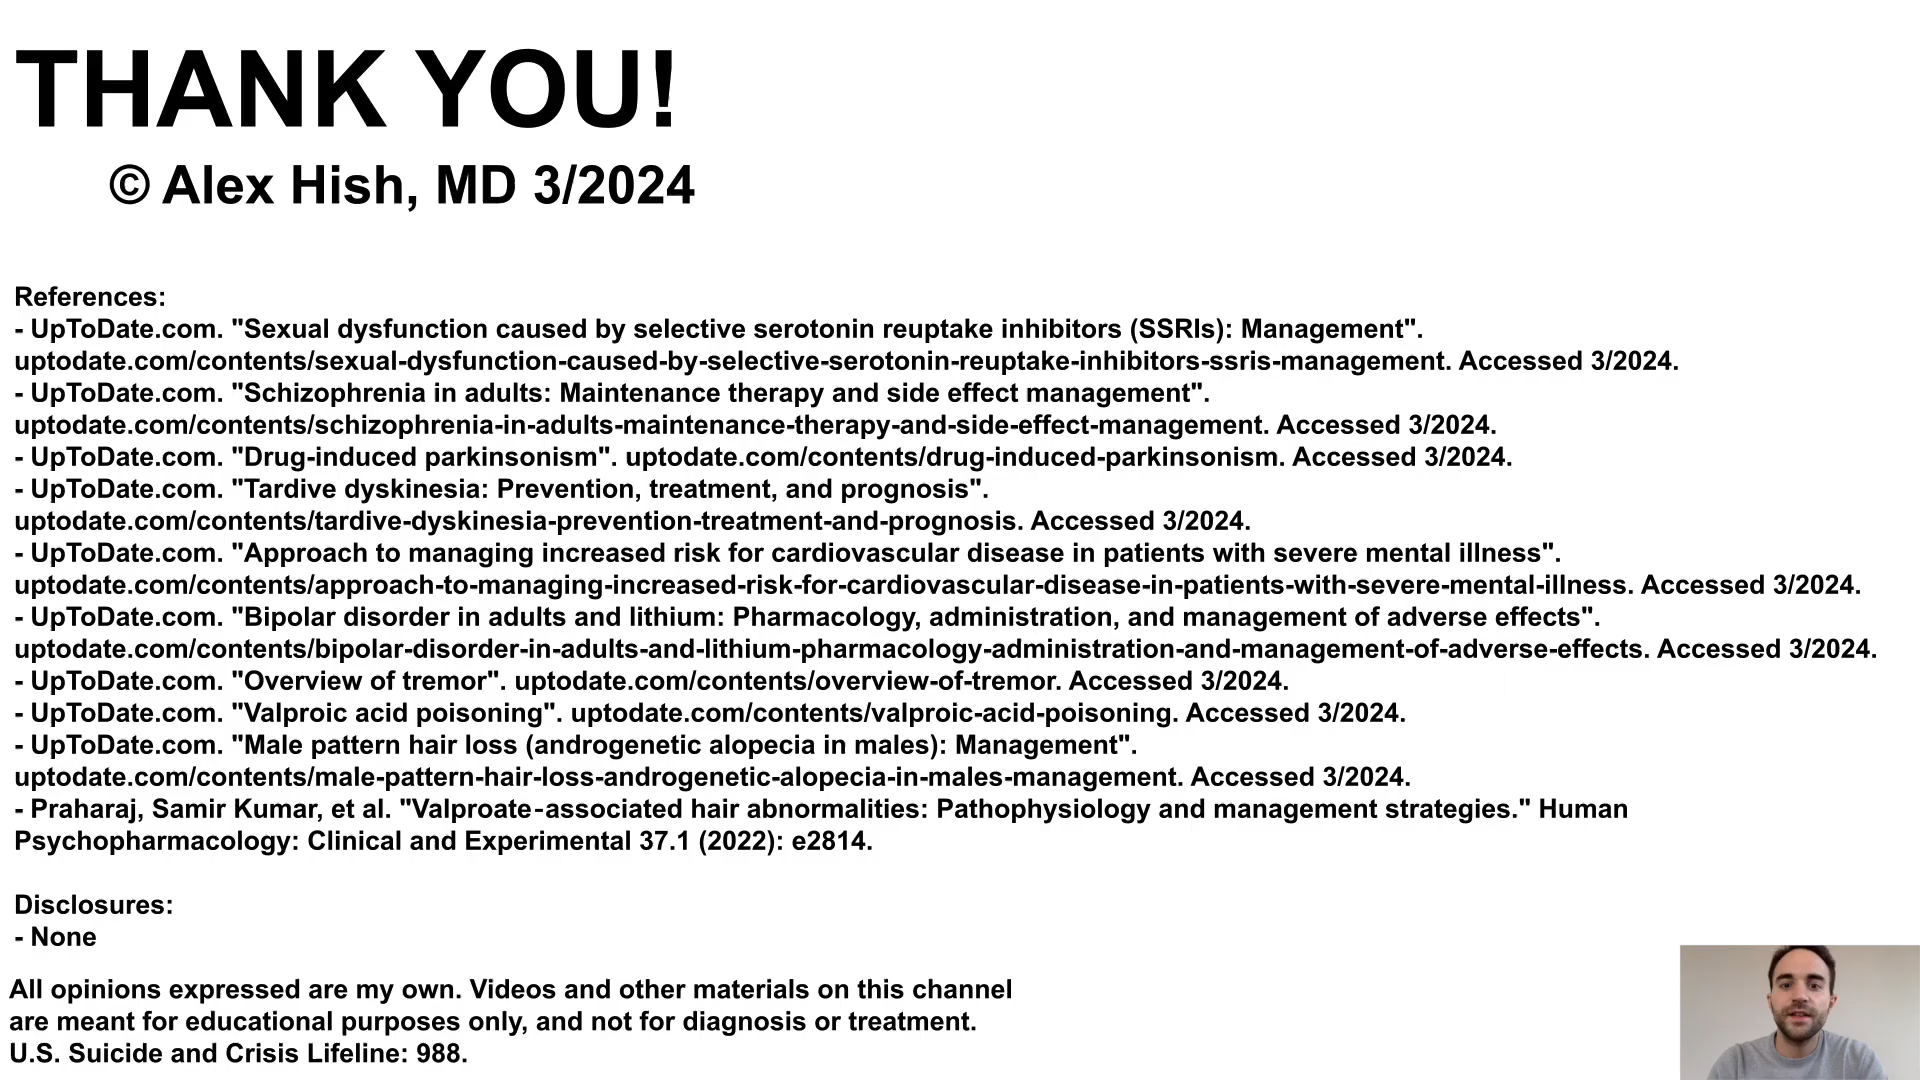 THANK YOU!
© Alex Hish, MD 3/2024
References:
- UpToDate.com. "Sexual dysfunction caused by selective serotonin reuptake inhibitors (SSRIs): Management".
uptodate.com/contents/sexual-dysfunction-caused-by-selective-serotonin-reuptake-inhibitors-ssris-management. Accessed 3/2024.
- UpToDate.com. "Schizophrenia in adults: Maintenance therapy and side effect management".
uptodate.com/contents/schizophrenia-in-adults-maintenance-therapy-and-side-effect-management. Accessed 3/2024.
- UpToDate.com. "Drug-induced parkinsonism". uptodate.com/contents/drug-induced-parkinsonism. Accessed 3/2024.
- UpToDate.com. "Tardive dyskinesia: Prevention, treatment, and prognosis".
uptodate.com/contents/tardive-dyskinesia-prevention-treatment-and-prognosis. Accessed 3/2024.
- UpToDate.com. "Approach to managing increased risk for cardiovascular disease in patients with severe mental illness".
uptodate.com/contents/approach-to-managing-increased-risk-for-cardiovascular-disease-in-patients-with-severe-mental-illness. Accessed 3/2024.
- UpToDate.com. "Bipolar disorder in adults and lithium: Pharmacology, administration, and management of adverse effects".
uptodate.com/contents/bipolar-disorder-in-adults-and-lithium-pharmacology-administration-and-management-of-adverse-effects. Accessed 3/2024.
- UpToDate.com. "Overview of tremor". uptodate.com/contents/overview-of-tremor. Accessed 3/2024.
- UpToDate.com. "Valproic acid poisoning". uptodate.com/contents/valproic-acid-poisoning. Accessed 3/2024.
- UpToDate.com. "Male pattern hair loss (androgenetic alopecia in males): Management".
uptodate.com/contents/male-pattern-hair-loss-androgenetic-alopecia-in-males-management. Accessed 3/2024.
- Praharaj, Samir Kumar, et al. "Valproate‐associated hair abnormalities: Pathophysiology and management strategies." Human
Psychopharmacology: Clinical and Experimental 37.1 (2022): e2814.
Disclosures:
- None
All opinions expressed are my own. Videos and other materials on this channel
are meant for educational purposes only, and not for diagnosis or treatment.
U.S. Suicide and Crisis Lifeline: 988.